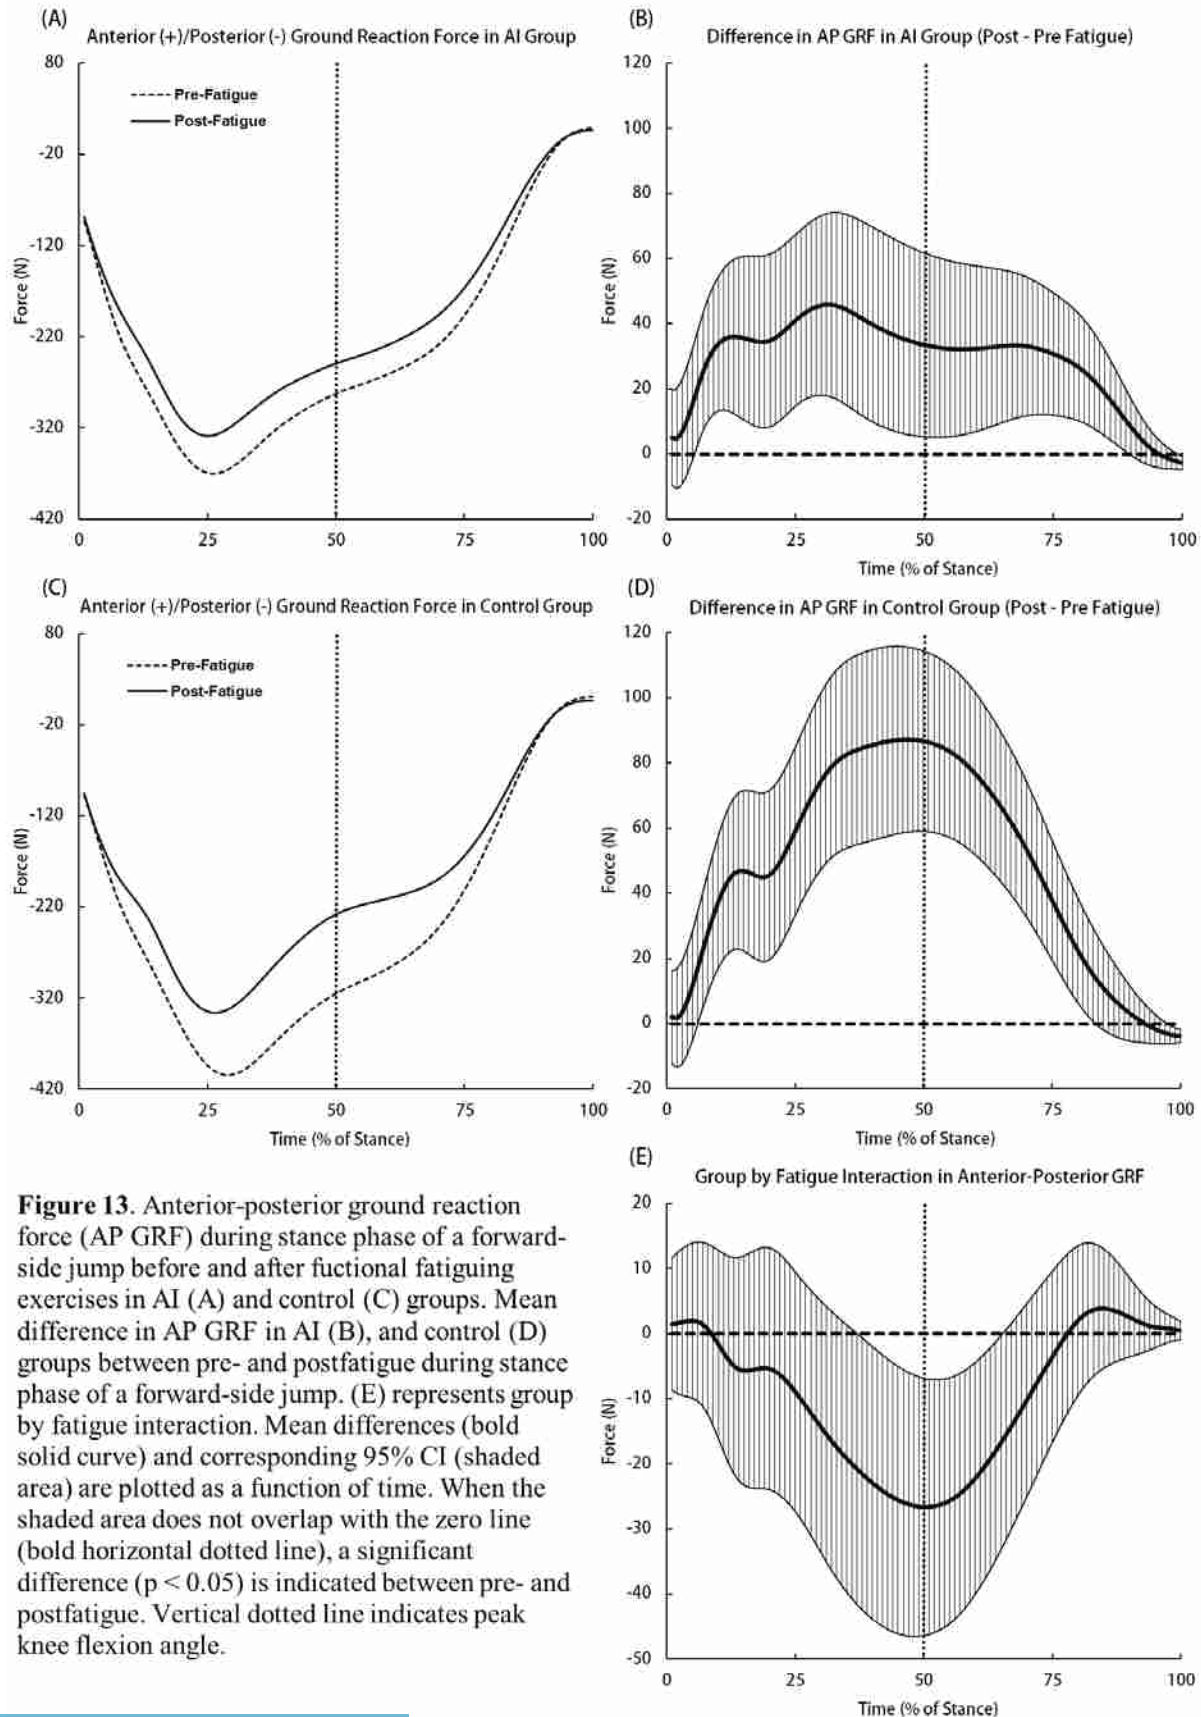 (A)
Anterior (+)/Posterior (-) Ground Reaction Force in AI Group
80
-20
-120
-220
-320
-420
Force (N)
Pre-Fatigue
Post-Fatigue
0 25 50 75 100
(B)
Difference in AP GRF in AI Group (Post - Pre Fatigue)
120
100
80
60
40
20
0
-20
Force (N)
0 25 50 75 100
Time (% of Stance)
(C)
Anterior (+)/Posterior (-) Ground Reaction Force in Control Group
80
-20
-120
-220
-320
-420
Force (N)
Pre-Fatigue
Post-Fatigue
0 25 50 75 100
Time (% of Stance)
(D)
Difference in AP GRF in Control Group (Post - Pre Fatigue)
120
100
80
60
40
20
0
-20
Force (N)
0 25 50 75 100
Time (% of Stance)
(E)
Group by Fatigue Interaction in Anterior-Posterior GRF
20
10
0
-10
-20
-30
-40
-50
Force (N)
0 25 50 75 100
Time (% of Stance)
Figure 13. Anterior-posterior ground reaction
force (AP GRF) during stance phase of a forward-
side jump before and after fuctional fatiguing
exercises in AI (A) and control (C) groups. Mean
difference in AP GRF in AI (B), and control (D)
groups between pre- and postfatigue during stance
phase of a forward-side jump. (E) represents group
by fatigue interaction. Mean differences (bold
solid curve) and corresponding 95% CI (shaded
area) are plotted as a function of time. When the
shaded area does not overlap with the zero line
(bold horizontal dotted line), a significant
difference (p < 0.05) is indicated between pre- and
postfatigue. Vertical dotted line indicates peak
knee flexion angle.